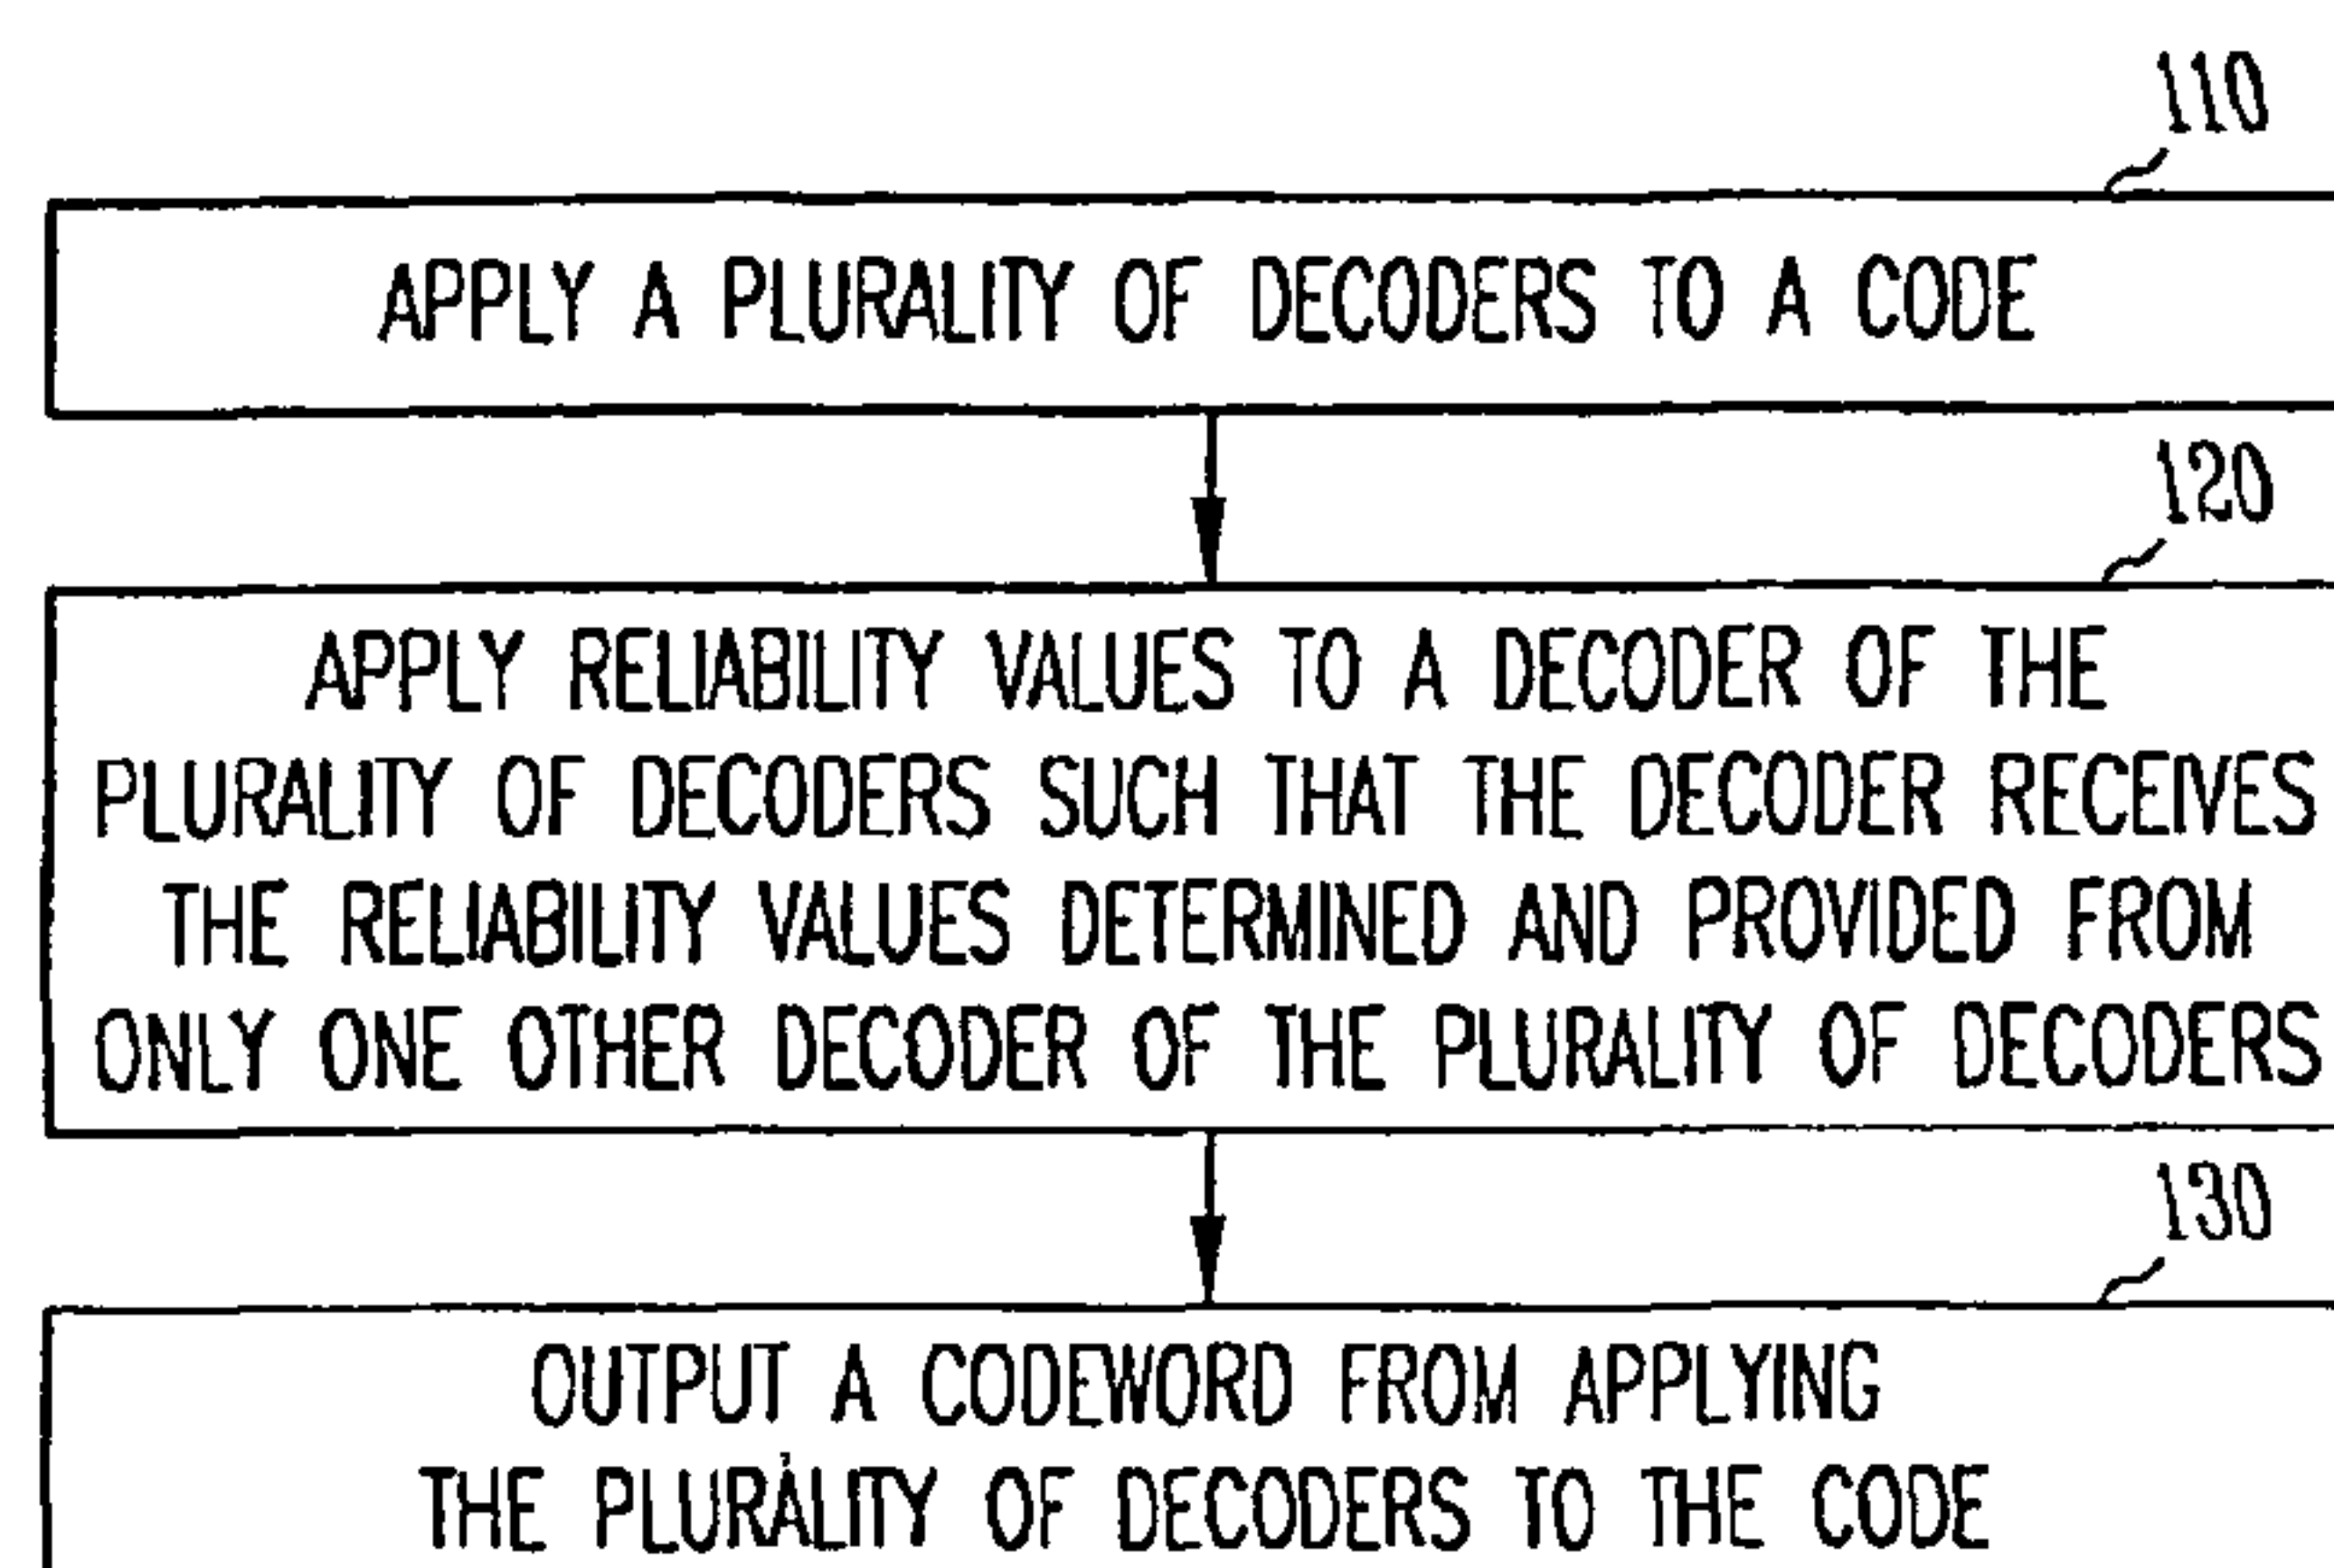 110
APPLY A PLURALITY OF DECODERS TO A CODE
120
APPLY RELIABILITY VALUES TO A DECODER OF THE
PLURALITY OF DECODERS SUCH THAT THE DECODER RECEIVES
THE RELIABILITY VALUES DETERMINED AND PROVIDED FROM
ONLY ONE OTHER DECODER OF THE PLURALITY OF DECODERS
130
OUTPUT A CODEWORD FROM APPLYING
THE PLURALITY OF DECODERS TO THE CODE